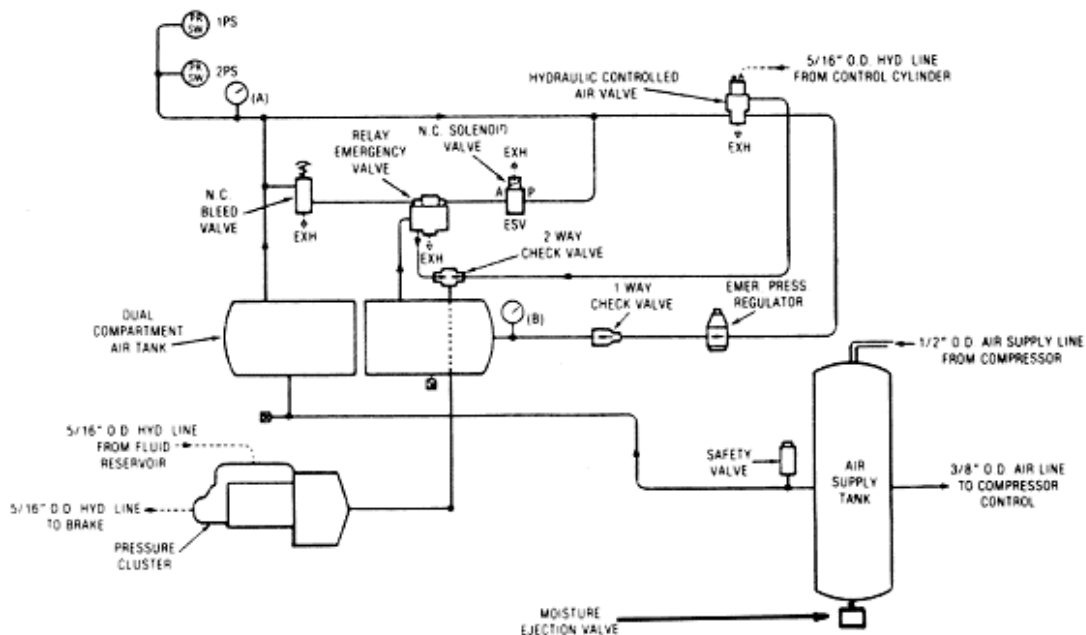 PR
SW
1PS
PR
SW
2PS
(A)
5/16" O.D. HYD LINE
FROM CONTROL CYLINDER
HYDRAULIC CONTROLLED
AIR VALVE
EXH
N.C. SOLENOID
VALVE
EXH
A
P
ESV
RELAY
EMERGENCY
VALVE
EXH
N.C.
BLEED
VALVE
EXH
2 WAY
CHECK VALVE
1 WAY
CHECK VALVE
EMER. PRESS
REGULATOR
(B)
DUAL
COMPARTMENT
AIR TANK
1/2" O.D. AIR SUPPLY LINE
FROM COMPRESSOR
5/16" O.D. HYD LINE
FROM FLUID
RESERVOIR
SAFETY
VALVE
AIR
SUPPLY
TANK
3/8" O.D. AIR LINE
TO COMPRESSOR
CONTROL
5/16" O.D. HYD LINE
TO BRAKE
PRESSURE
CLUSTER
MOISTURE
EJECTION VALVE